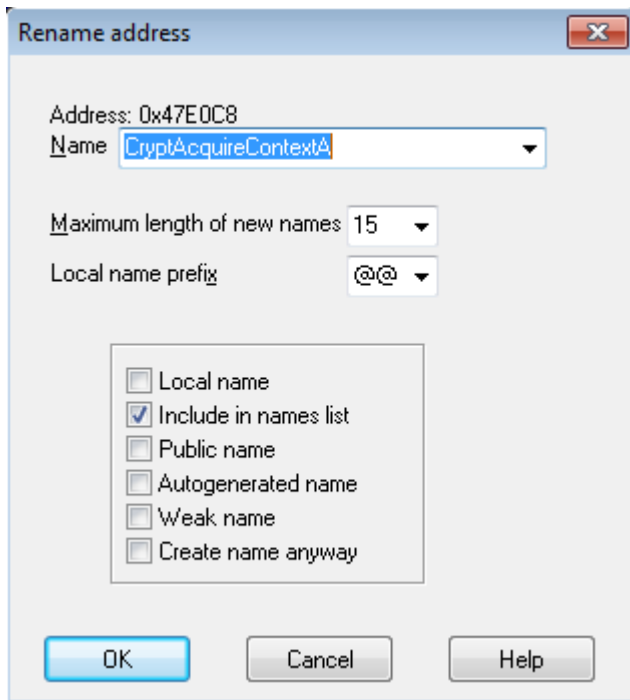 Rename address
Address: 0x47E0C8
Name CryptAcquireContextA
Maximum length of new names 15
Local name prefix @@
Local name
Include in names list
Public name
Autogenerated name
Weak name
Create name anyway
OK Cancel Help